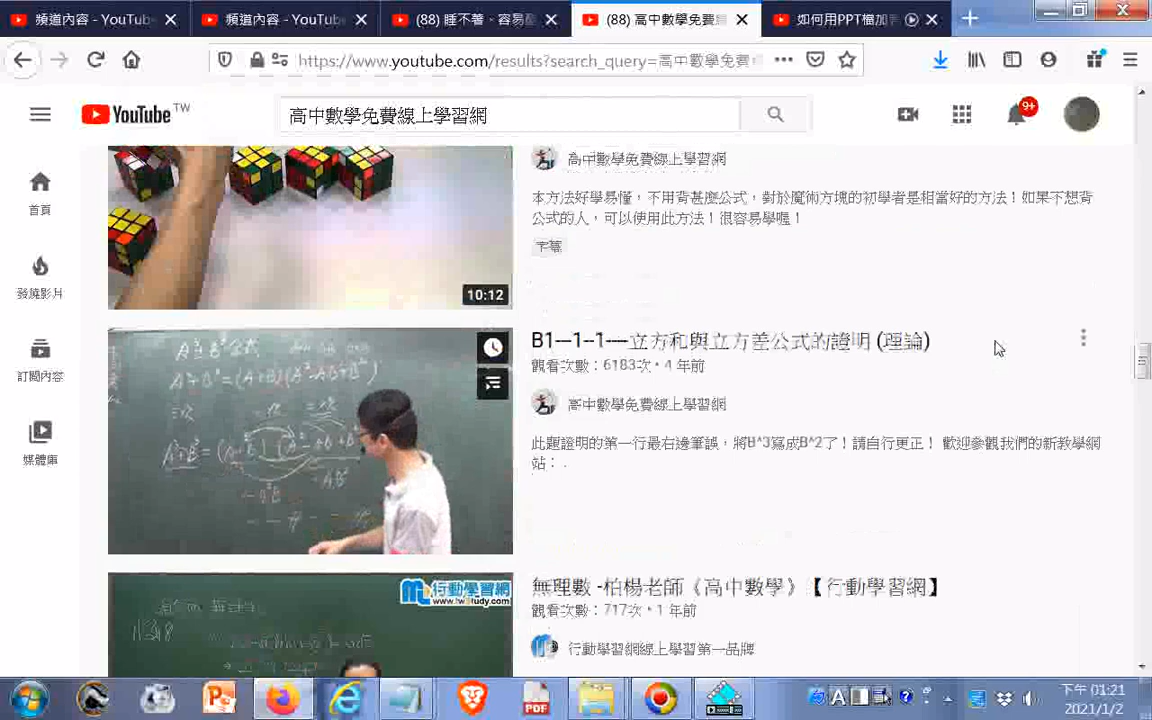 頻道內容 - YouTub
頻道內容 - YouTub
(88) 睡不著、容易
(88) 高中數學免費
如何用PPT檔加
https://www.youtube.com/results?search_query=高中數學免費
YouTube TW
高中數學免費線上學習網
9+
首頁
發燒影片
訂閱內容
媒體庫
高中數學免費線上學習網
本方法好學易懂，不用背甚麼公式，對於魔術方塊的初學者是相當好的方法！如果不想背
公式的人，可以使用此方法！很容易學喔！
字幕
10:12
B1---1--1----立方和與立方差公式的證明 (理論)
觀看次數：6183次 • 4 年前
高中數學免費線上學習網
此題證明的第一行最右邊筆誤，將B^3寫成B^2了！請自行更正！ 歡迎參觀我們的新教學網
站：.
行動學習網
無理數 -柏楊老師《高中數學》【行動學習網】
觀看次數：717次 • 1 年前
行動學習網線上學習第一品牌
PDF
下午 01:21
2021/1/2